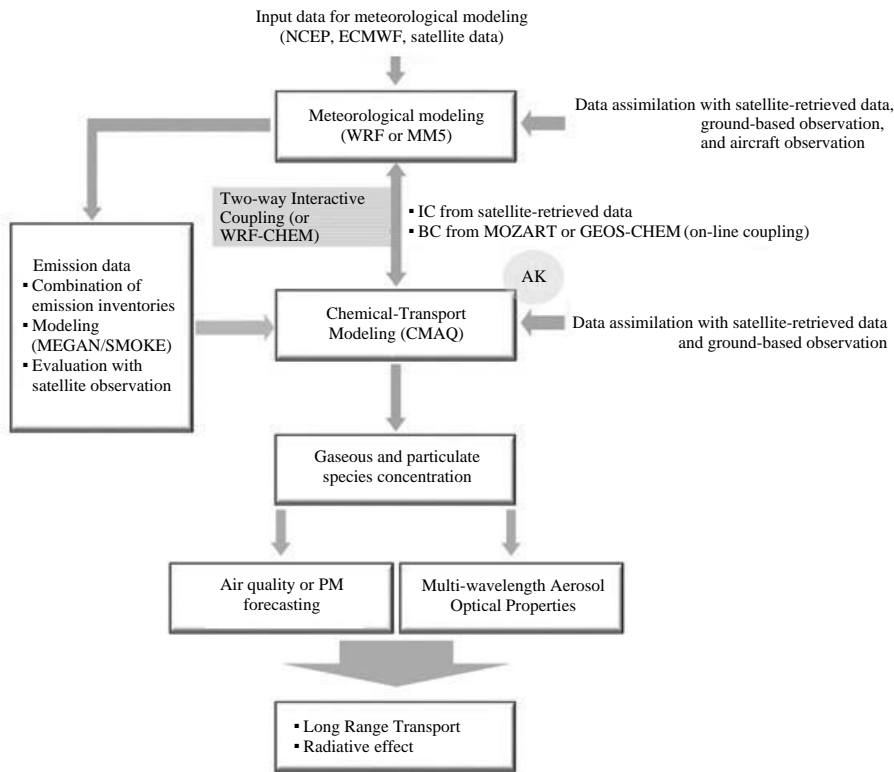 Input data for meteorological modeling
(NCEP, ECMWF, satellite data)
Meteorological modeling
(WRF or MM5)
Data assimilation with satellite-retrieved data,
ground-based observation,
and aircraft observation
Two-way Interactive
Coupling (or
WRF-CHEM)
▪ IC from satellite-retrieved data
▪ BC from MOZART or GEOS-CHEM (on-line coupling)
Emission data
▪ Combination of
emission inventories
▪ Modeling
(MEGAN/SMOKE)
▪ Evaluation with
satellite observation
AK
Chemical-Transport
Modeling (CMAQ)
Data assimilation with satellite-retrieved data
and ground-based observation
Gaseous and particulate
species concentration
Air quality or PM
forecasting
Multi-wavelength Aerosol
Optical Properties
▪ Long Range Transport
▪ Radiative effect